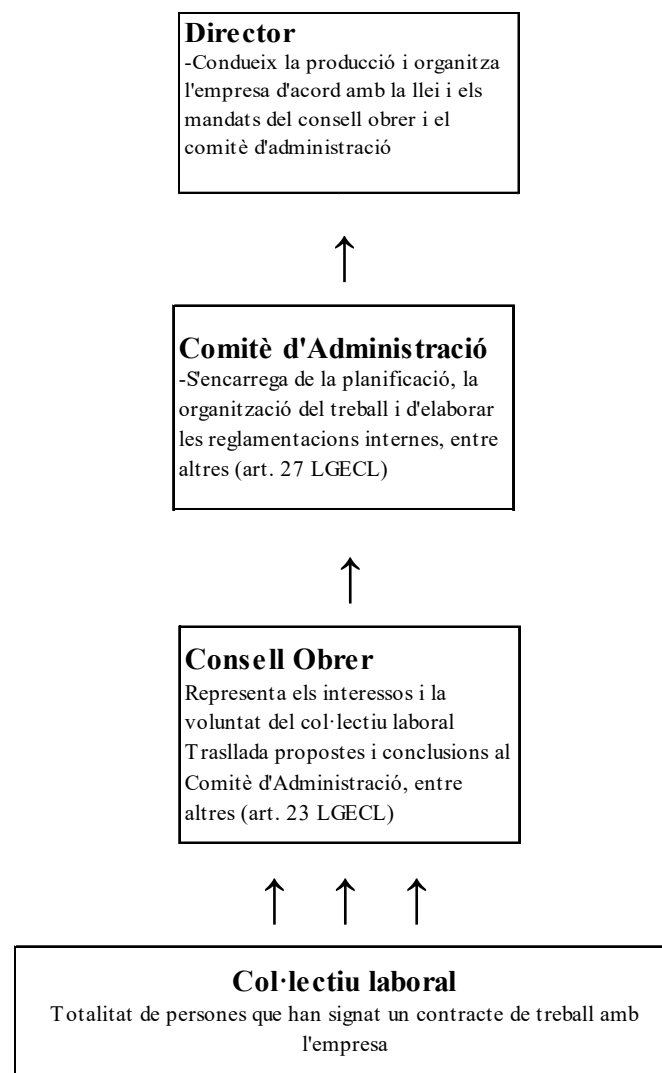 Director
-Condueix la producció i organitza
l'empresa d'acord amb la llei i els
mandats del consell obrer i el
comitè d'administració
↑
Comitè d'Administració
-S'encarrega de la planificació, la
organització del treball i d'elaborar
les reglamentacions internes, entre
altres (art. 27 LGECL)
↑
Consell Obrer
Representa els interessos i la
voluntat del col·lectiu laboral
Trasllada propostes i conclusions al
Comitè d'Administració, entre
altres (art. 23 LGECL)
↑ ↑ ↑
Col·lectiu laboral
Totalitat de persones que han signat un contracte de treball amb
l'empresa